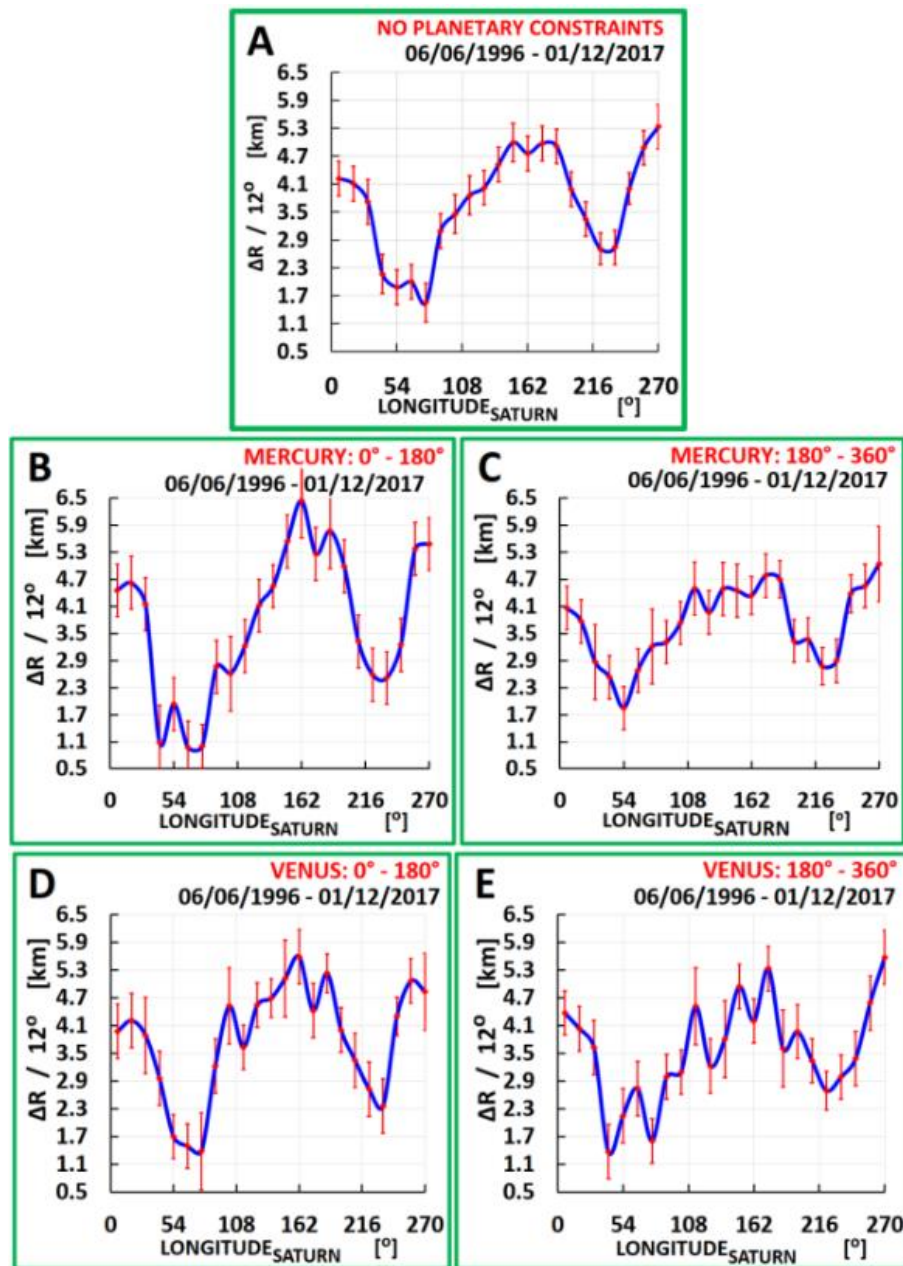 A
NO PLANETARY CONSTRAINTS
06/06/1996 - 01/12/2017
ΔR / 12° [km]
6.5
5.9
5.3
4.7
4.1
3.5
2.9
2.3
1.7
1.1
0.5
0 54 108 162 216 270
LONGITUDE SATURN [°]
B
MERCURY: 0° - 180°
06/06/1996 - 01/12/2017
ΔR / 12° [km]
6.5
5.9
5.3
4.7
4.1
3.5
2.9
2.3
1.7
1.1
0.5
0 54 108 162 216 270
LONGITUDE SATURN [°]
C
MERCURY: 180° - 360°
06/06/1996 - 01/12/2017
ΔR / 12° [km]
6.5
5.9
5.3
4.7
4.1
3.5
2.9
2.3
1.7
1.1
0.5
0 54 108 162 216 270
LONGITUDE SATURN [°]
D
VENUS: 0° - 180°
06/06/1996 - 01/12/2017
ΔR / 12° [km]
6.5
5.9
5.3
4.7
4.1
3.5
2.9
2.3
1.7
1.1
0.5
0 54 108 162 216 270
LONGITUDE SATURN [°]
E
VENUS: 180° - 360°
06/06/1996 - 01/12/2017
ΔR / 12° [km]
6.5
5.9
5.3
4.7
4.1
3.5
2.9
2.3
1.7
1.1
0.5
0 54 108 162 216 270
LONGITUDE SATURN [°]